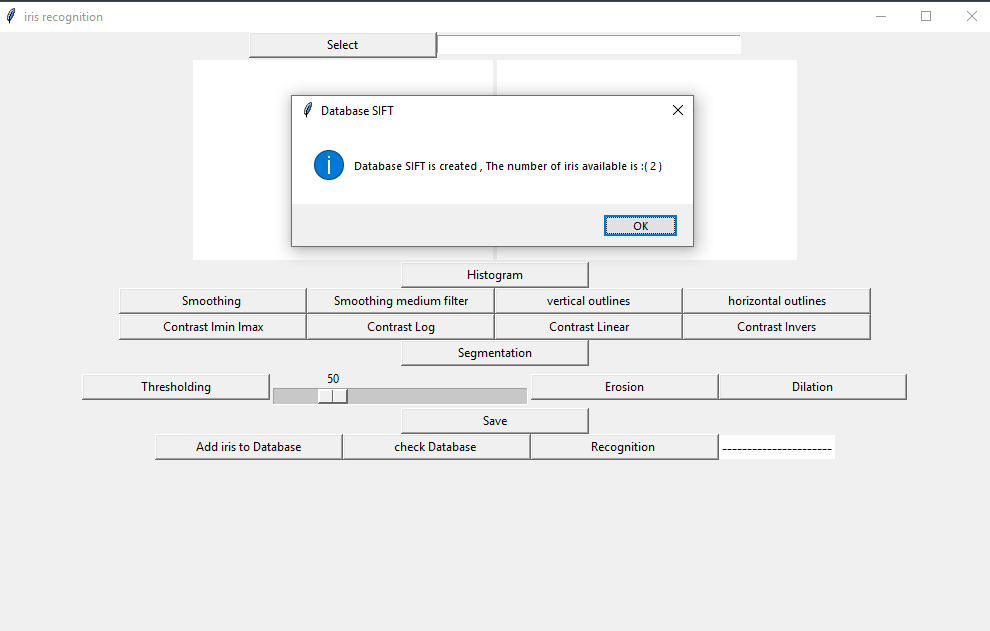 iris recognition
Select
Database SIFT
Database SIFT is created , The number of iris available is :( 2 )
OK
Histogram
Smoothing Smoothing medium filter vertical outlines horizontal outlines
Contrast Imin Imax Contrast Log Contrast Linear Contrast Invers
Segmentation
50
Thresholding Erosion Dilation
Save
Add iris to Database check Database Recognition ----------------------